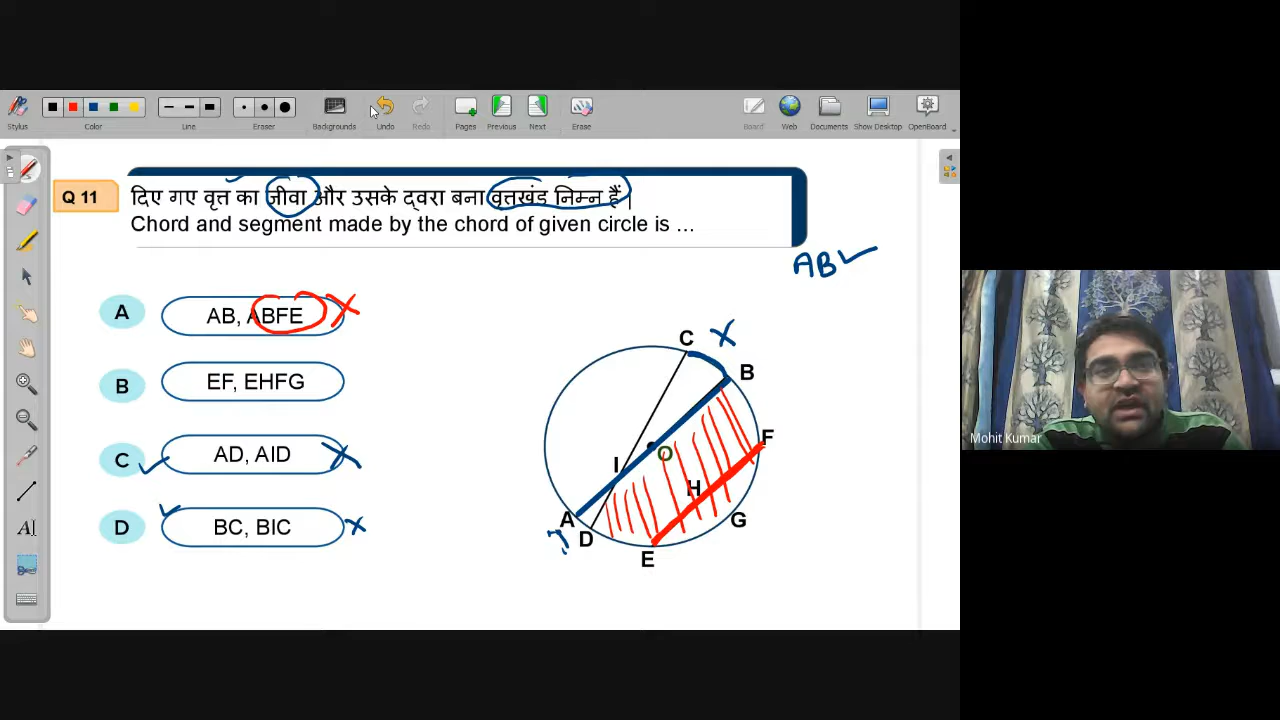 Stylus
Color
Line
Eraser
Backgrounds
Undo
Redo
Pages
Previous
Next
Erase
Board
Web
Documents
Show Desktop
OpenBoard
Q 11
दिए गए वृत्त का जीवा और उसके द्वरा बना वृत्तखंड निम्न हैं |
Chord and segment made by the chord of given circle is ...
AB
A
AB, ABFE
B
EF, EHFG
C
AD, AID
D
BC, BIC
C
B
F
O
I
H
A
D
G
E
Mohit Kumar